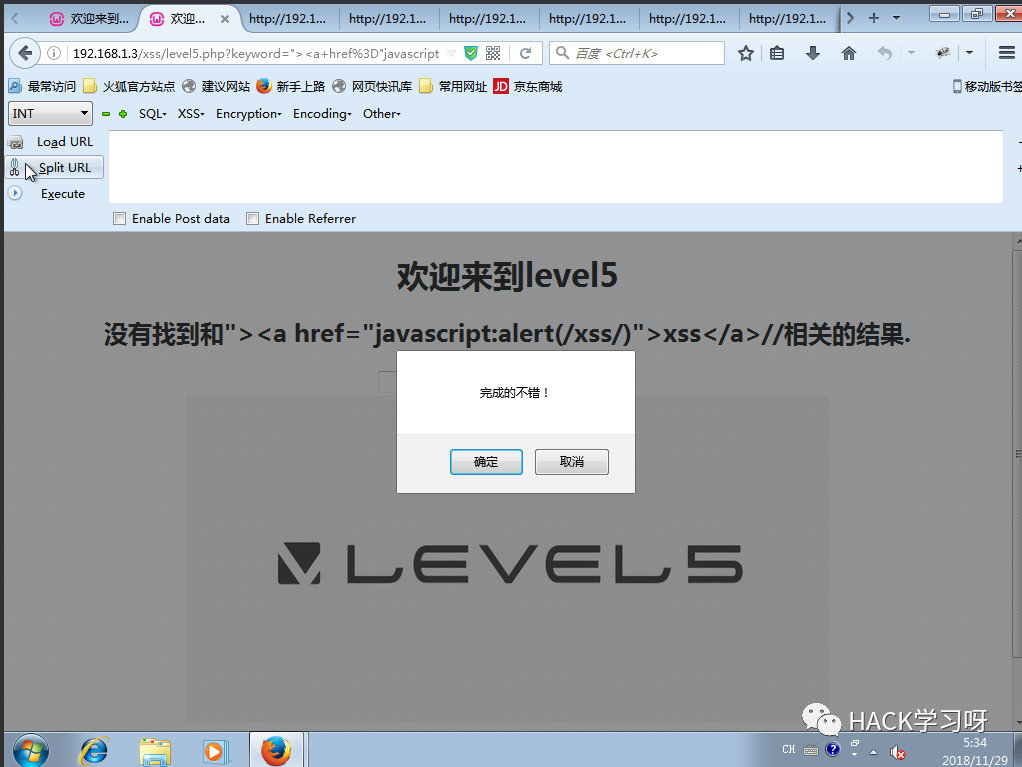 欢迎来到... 欢迎... http://192.1... http://192.1... http://192.1... http://192.1... http://192.1... http://192.1...
192.168.1.3/xss/level5.php?keyword="><a+href%3D"javascript 百度 <Ctrl+K>
最常访问 火狐官方站点 建议网站 新手上路 网页快讯库 常用网址 JD 京东商城 移动版书签
INT SQL XSS Encryption Encoding Other
Load URL
Split URL
Execute
Enable Post data Enable Referrer
欢迎来到level5
没有找到和"><a href="javascript:alert(/xss/)">xss</a>//相关的结果.
完成的不错！
确定 取消
LEVEL5
HACK学习呀
CH 5:34
2018/11/29